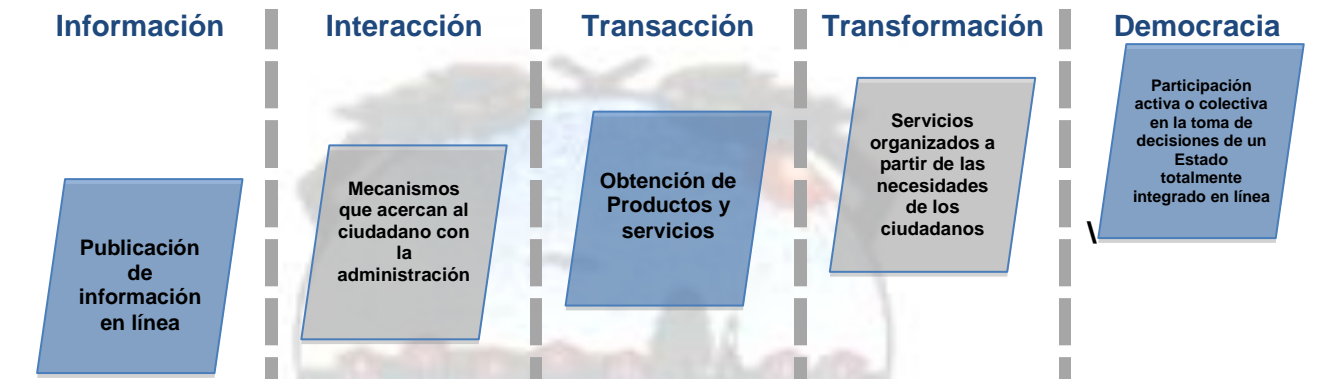 Información
Interacción
Transacción
Transformación
Democracia
Publicación
de
información
en línea
Mecanismos
que acercan al
ciudadano con
la
administración
Obtención de
Productos y
servicios
Servicios
organizados a
partir de las
necesidades
de los
ciudadanos
Participación
activa o colectiva
en la toma de
decisiones de un
Estado
totalmente
integrado en línea
\